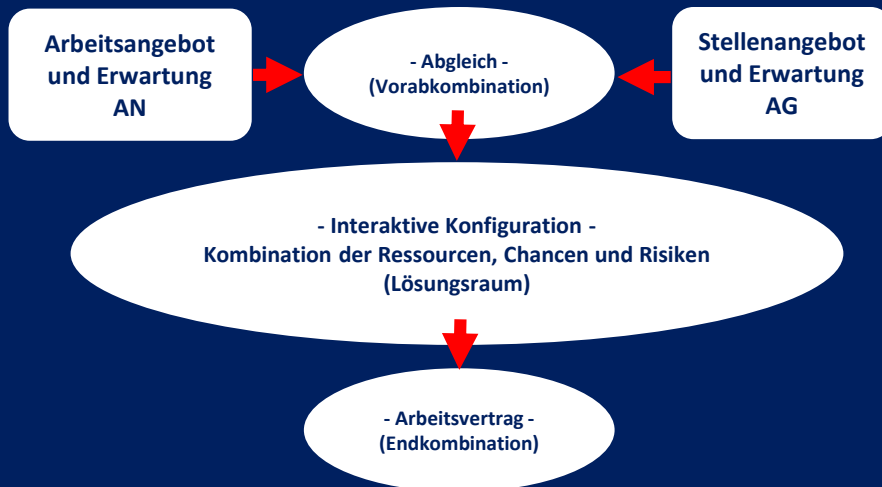 Arbeitsangebot
und Erwartung
AN
- Abgleich -
(Vorabkombination)
Stellenangebot
und Erwartung
AG
- Interaktive Konfiguration -
Kombination der Ressourcen, Chancen und Risiken
(Lösungsraum)
- Arbeitsvertrag -
(Endkombination)